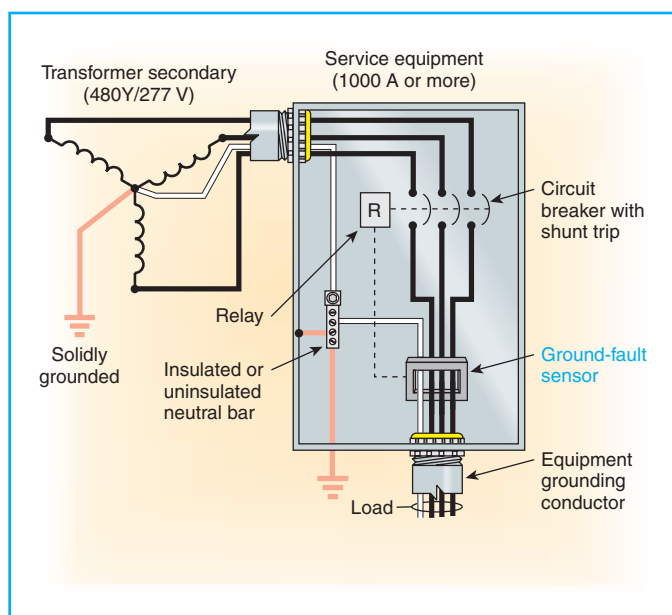 Transformer secondary
(480Y/277 V)
Service equipment
(1000 A or more)
Circuit
breaker with
shunt trip
R
Relay
Solidly
grounded
Insulated or
uninsulated
neutral bar
Ground-fault
sensor
Equipment
grounding
conductor
Load